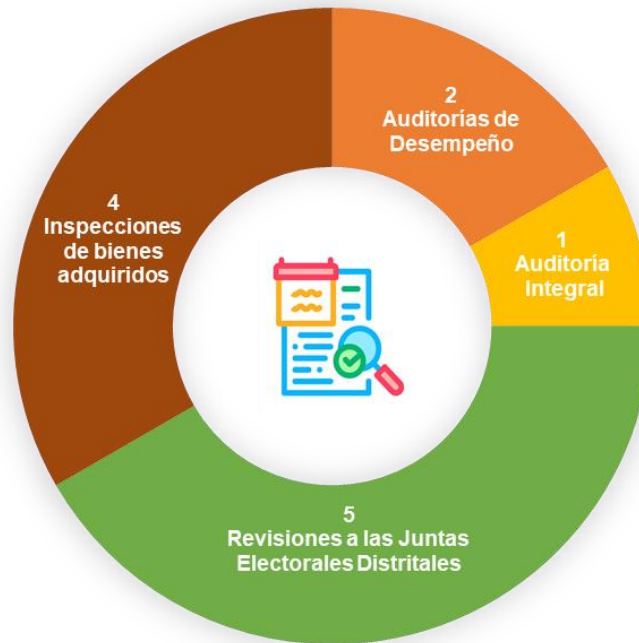 2
Auditorías de
Desempeño
1
Auditoría
Integral
4
Inspecciones
de bienes
adquiridos
5
Revisiones a las Juntas
Electorales Distritales